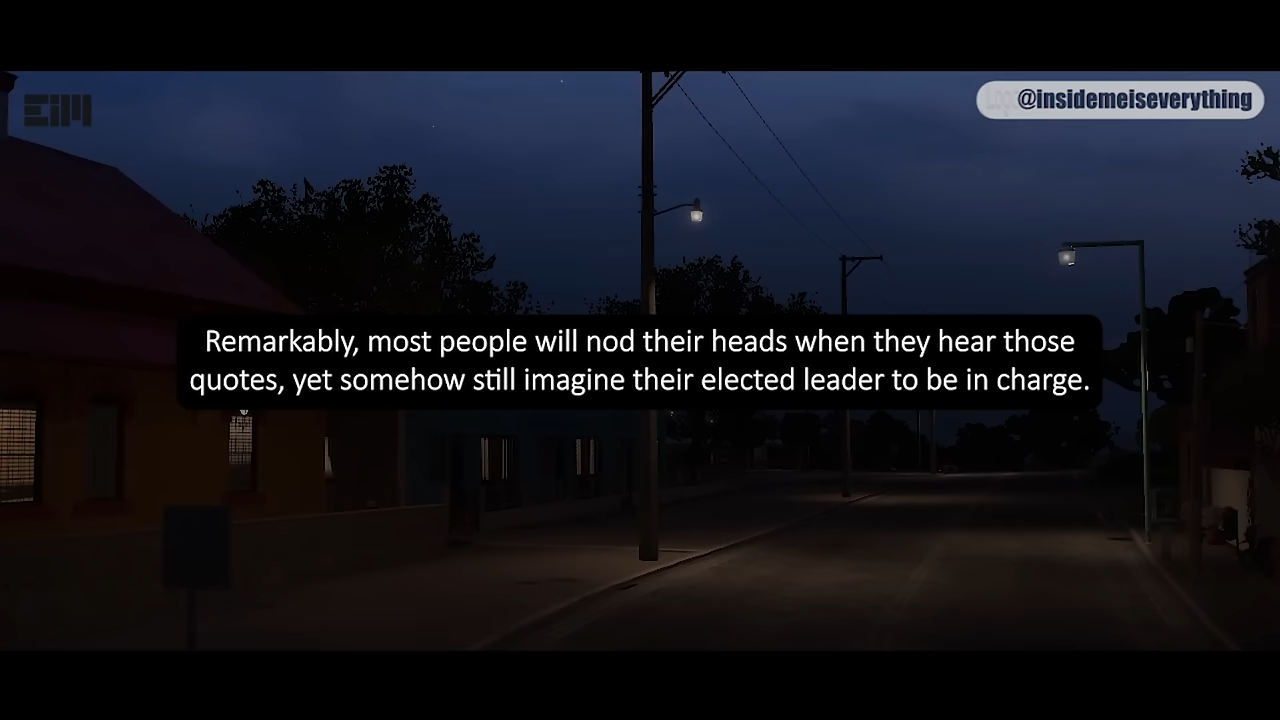 EiM
@insidemeiseverything
Remarkably, most people will nod their heads when they hear those
quotes, yet somehow still imagine their elected leader to be in charge.